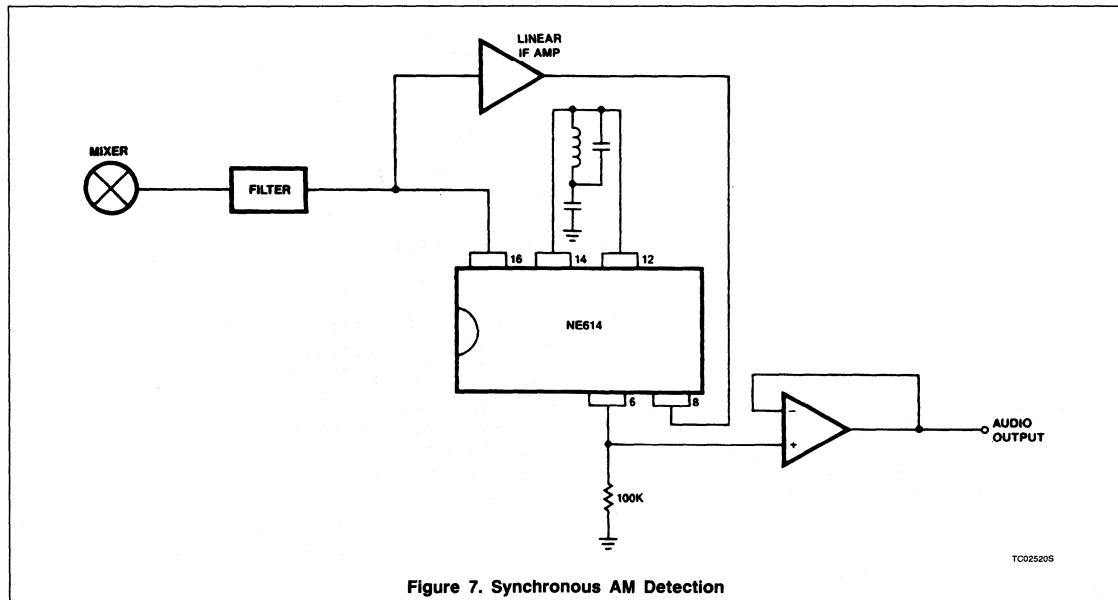 LINEAR
IF AMP
MIXER
FILTER
16
14
12
NE614
6
8
−
+
AUDIO
OUTPUT
100K
TC02520S
Figure 7. Synchronous AM Detection